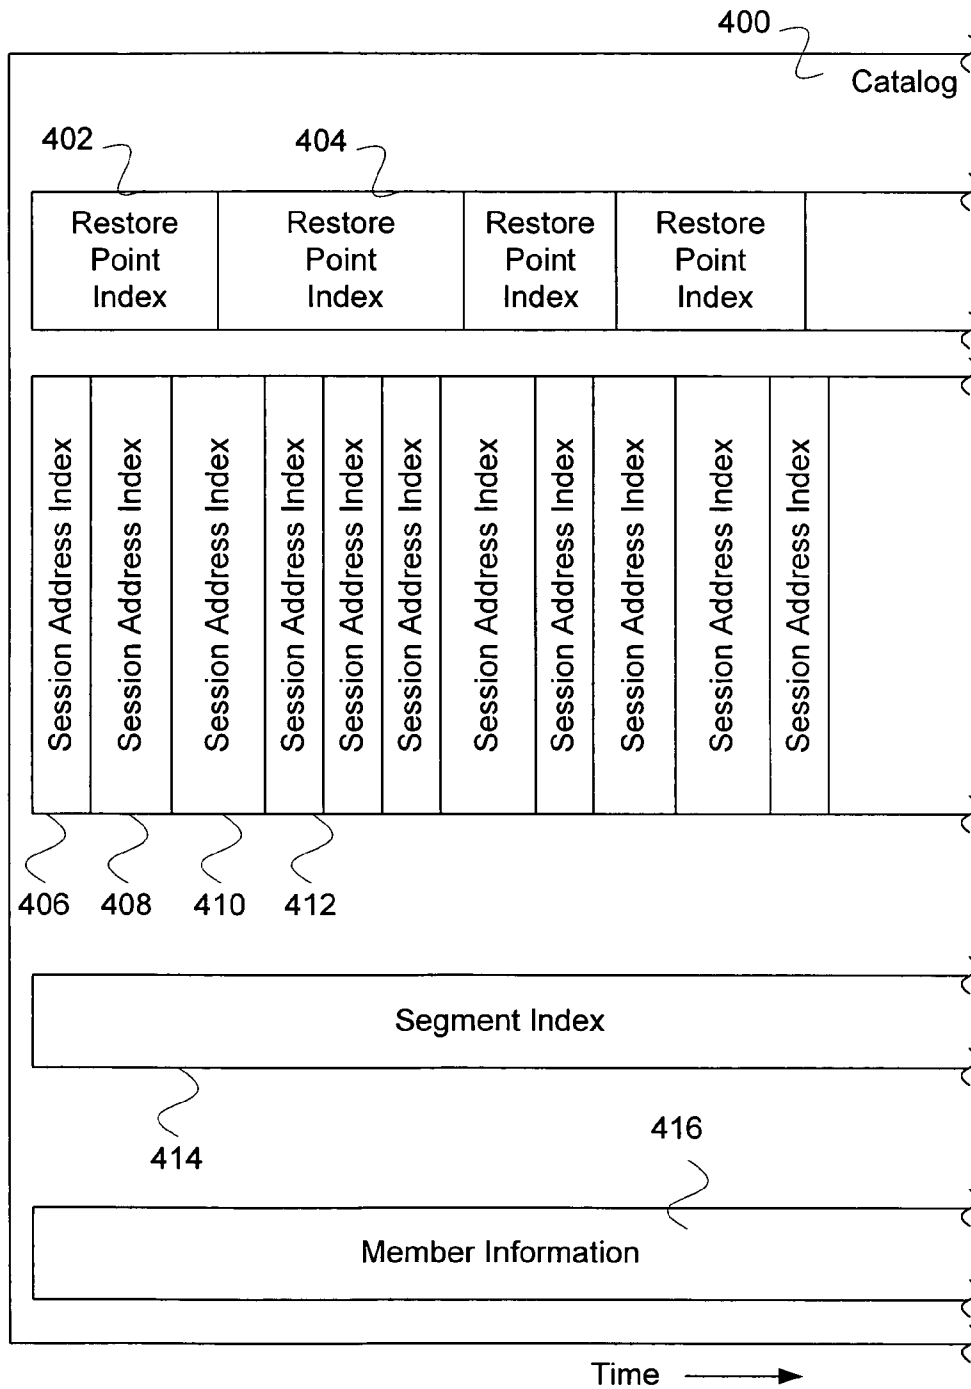 400
Catalog
402
404
Restore
Point
Index
Restore
Point
Index
Restore
Point
Index
Restore
Point
Index
Session Address Index
Session Address Index
Session Address Index
Session Address Index
Session Address Index
Session Address Index
Session Address Index
Session Address Index
Session Address Index
Session Address Index
Session Address Index
406
408
410
412
Segment Index
414
416
Member Information
Time